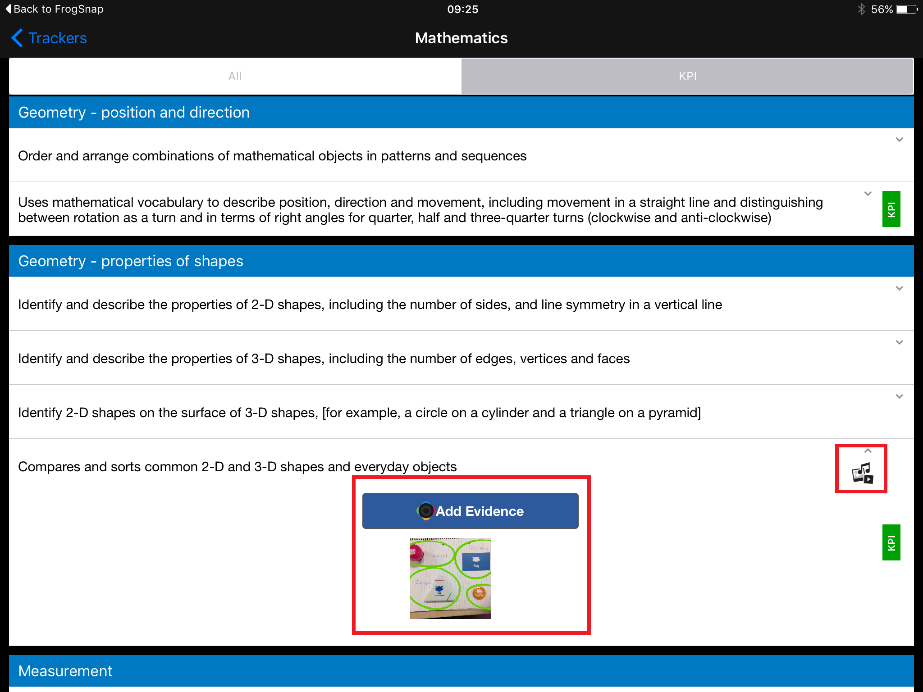 Back to FrogSnap
09:25
56%
Trackers
Mathematics
All
KPI
Geometry - position and direction
Order and arrange combinations of mathematical objects in patterns and sequences
Uses mathematical vocabulary to describe position, direction and movement, including movement in a straight line and distinguishing
between rotation as a turn and in terms of right angles for quarter, half and three-quarter turns (clockwise and anti-clockwise)
KPI
Geometry - properties of shapes
Identify and describe the properties of 2-D shapes, including the number of sides, and line symmetry in a vertical line
Identify and describe the properties of 3-D shapes, including the number of edges, vertices and faces
Identify 2-D shapes on the surface of 3-D shapes, [for example, a circle on a cylinder and a triangle on a pyramid]
Compares and sorts common 2-D and 3-D shapes and everyday objects
Add Evidence
KPI
Measurement